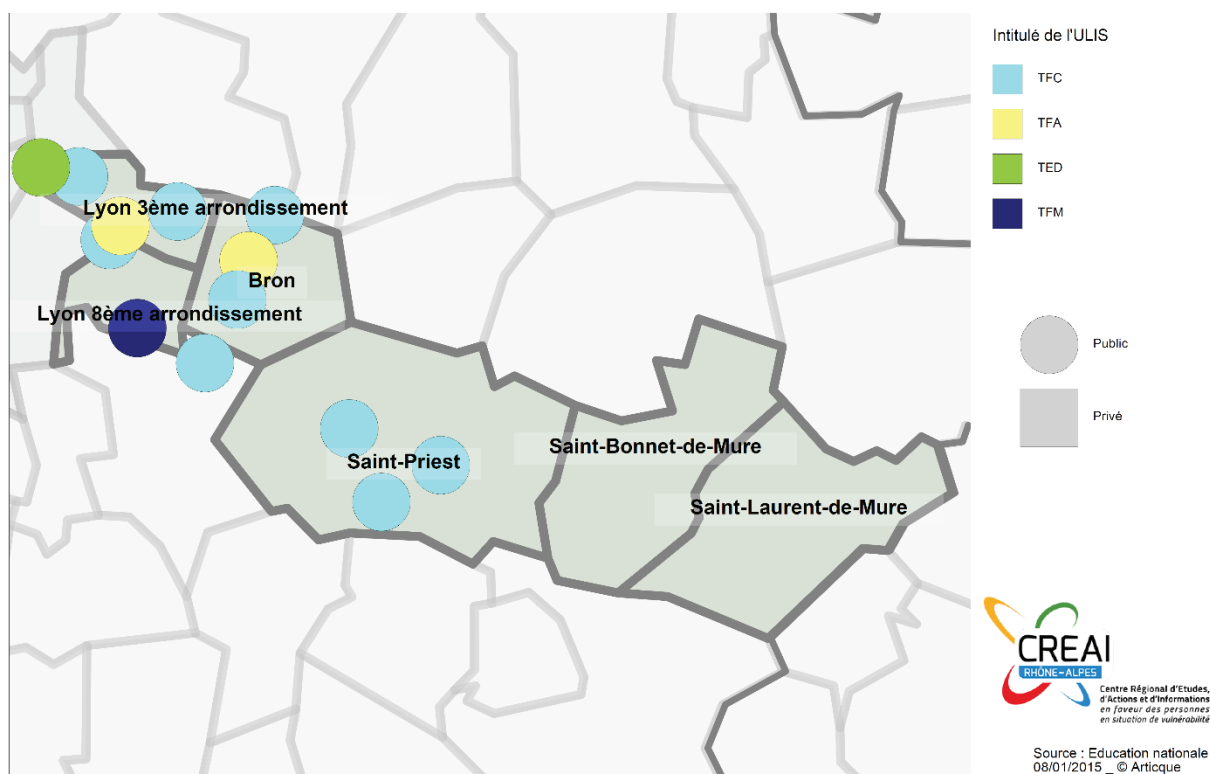 Intitulé de l'ULIS
TFC
TFA
TED
TFM
Public
Privé
Lyon 3ème arrondissement
Bron
Lyon 8ème arrondissement
Saint-Priest
Saint-Bonnet-de-Mure
Saint-Laurent-de-Mure
CREAI
RHÔNE-ALPES
Centre Régional d'Etudes,
d'Actions et d'Informations
en faveur des personnes
en situation de vulnérabilité
Source : Education nationale
08/01/2015 _ © Articque